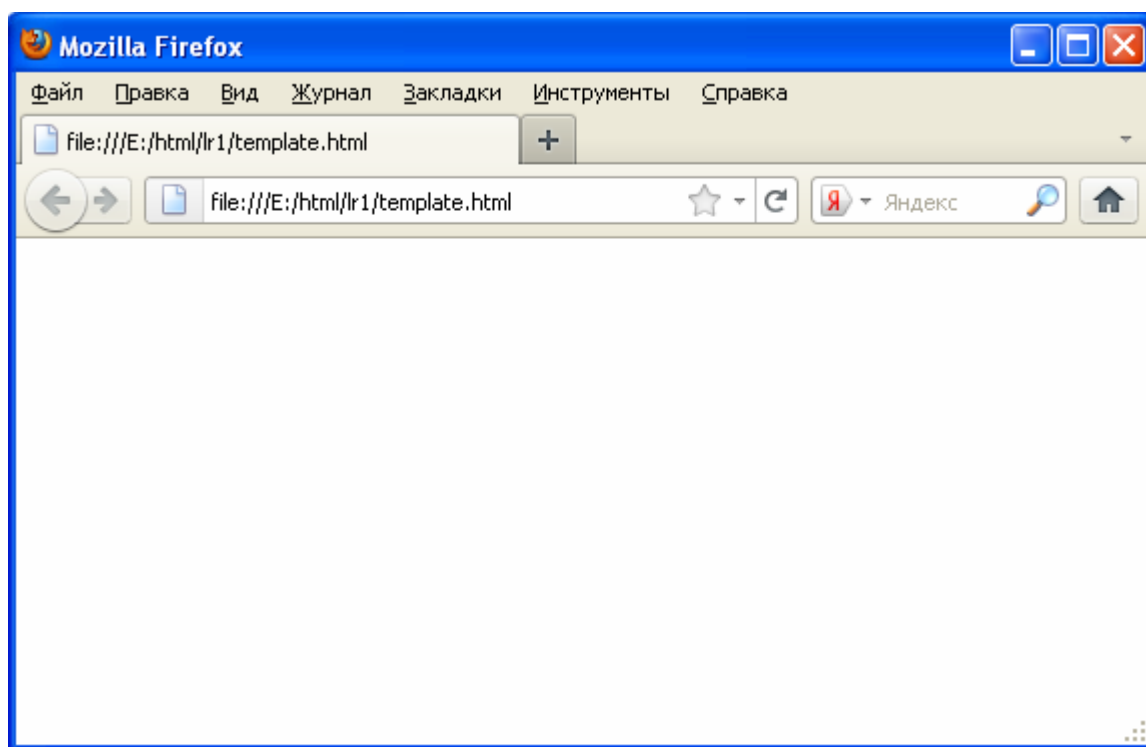 Mozilla Firefox
Файл Правка Вид Журнал Закладки Инструменты Справка
file:///E:/html/lr1/template.html
file:///E:/html/lr1/template.html Я Яндекс